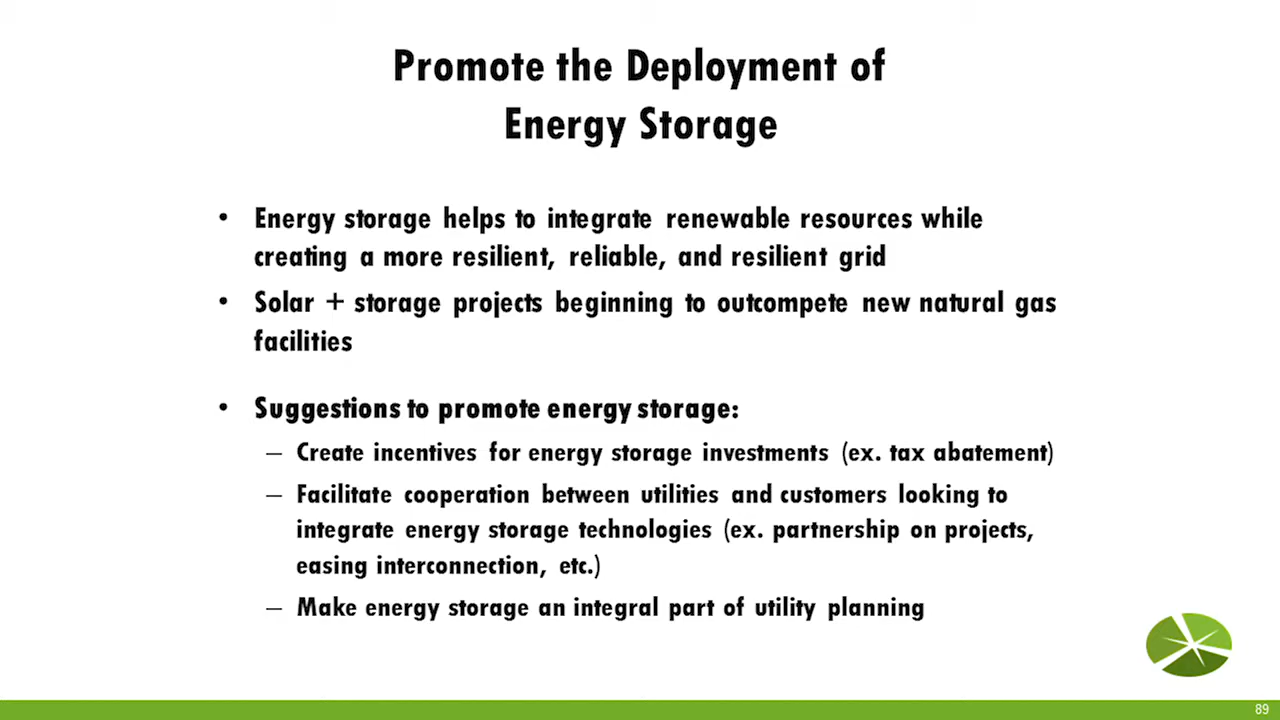 Promote the Deployment of
Energy Storage
• Energy storage helps to integrate renewable resources while
creating a more resilient, reliable, and resilient grid
• Solar + storage projects beginning to outcompete new natural gas
facilities
• Suggestions to promote energy storage:
– Create incentives for energy storage investments (ex. tax abatement)
– Facilitate cooperation between utilities and customers looking to
integrate energy storage technologies (ex. partnership on projects,
easing interconnection, etc.)
– Make energy storage an integral part of utility planning
89